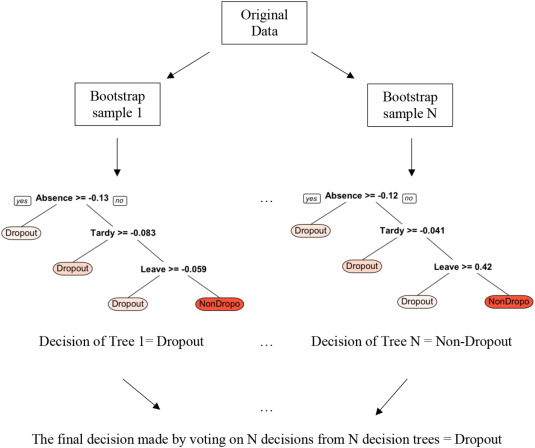 Original
Data
Bootstrap
sample 1
Bootstrap
sample N
yes Absence >= -0.13 no
Dropout
Tardy >= -0.083
Dropout
Leave >= -0.059
Dropout NonDropo
...
yes Absence >= -0.12 no
Dropout
Tardy >= -0.041
Dropout
Leave >= 0.42
Dropout NonDropo
Decision of Tree 1= Dropout ... Decision of Tree N = Non-Dropout
...
The final decision made by voting on N decisions from N decision trees = Dropout